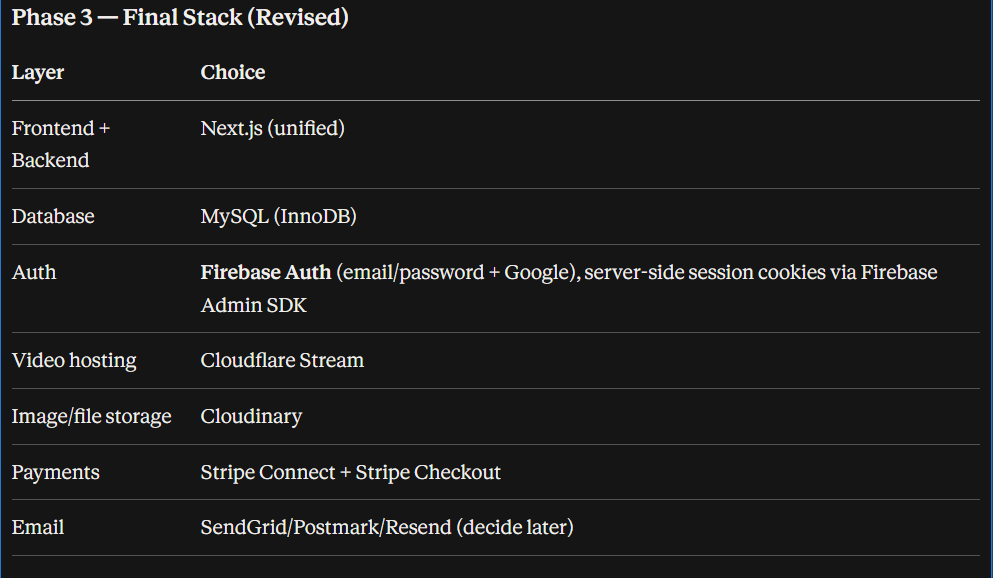 Phase 3 — Final Stack (Revised)
Layer Choice
Frontend + Next.js (unified)
Backend
Database MySQL (InnoDB)
Auth Firebase Auth (email/password + Google), server-side session cookies via Firebase
Admin SDK
Video hosting Cloudflare Stream
Image/file storage Cloudinary
Payments Stripe Connect + Stripe Checkout
Email SendGrid/Postmark/Resend (decide later)